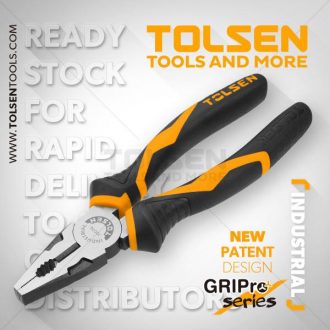 READY
STOCK
FOR
RAPID
TO
DISTRIBUTOR
www.TOLSENTOOLS.com
TOLSEN
TOOLS AND MORE
TOLSEN
TOLSEN
NEW
PATENT
DESIGN
GRIPro
series
INDUSTRIAL